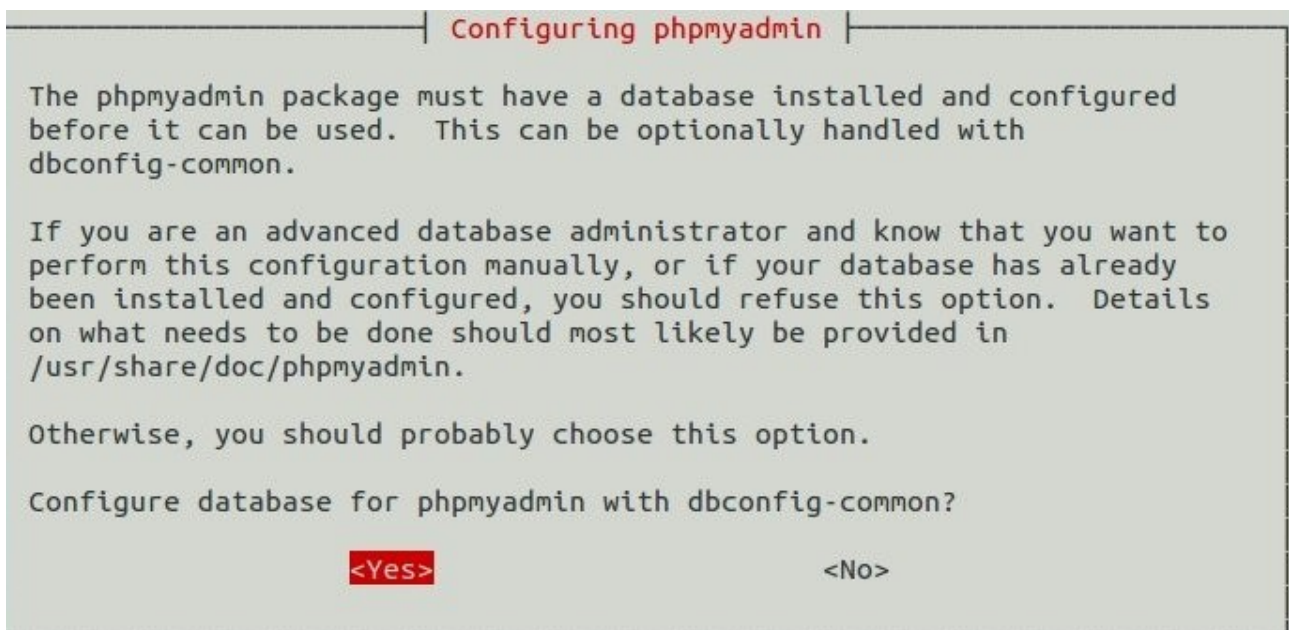 Configuring phpmyadmin
The phpmyadmin package must have a database installed and configured
before it can be used.  This can be optionally handled with
dbconfig-common.
If you are an advanced database administrator and know that you want to
perform this configuration manually, or if your database has already
been installed and configured, you should refuse this option.  Details
on what needs to be done should most likely be provided in
/usr/share/doc/phpmyadmin.
Otherwise, you should probably choose this option.
Configure database for phpmyadmin with dbconfig-common?
<Yes> <No>